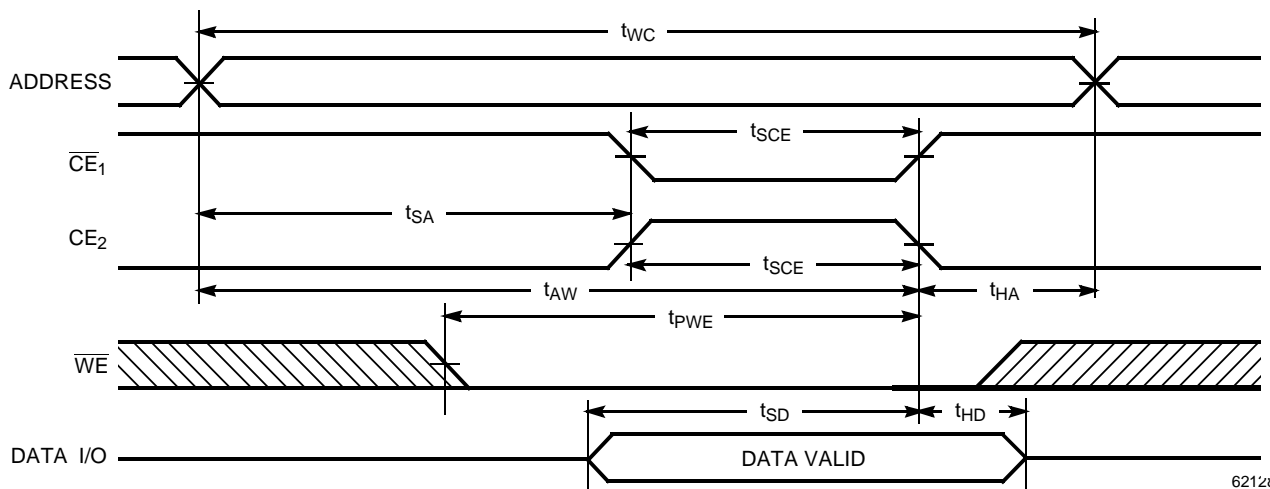 tWC
ADDRESS
tSCE
CE1
tSA
CE2
tSCE
tAW
tHA
tPWE
WE
tSD
tHD
DATA I/O
DATA VALID